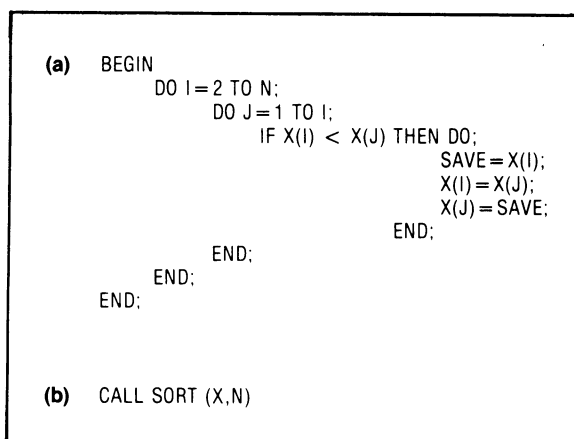 (a) BEGIN
DO I=2 TO N;
DO J=1 TO I;
IF X(I) < X(J) THEN DO;
SAVE=X(I);
X(I)=X(J);
X(J)=SAVE;
END;
END;
END;
END;
(b) CALL SORT (X,N)